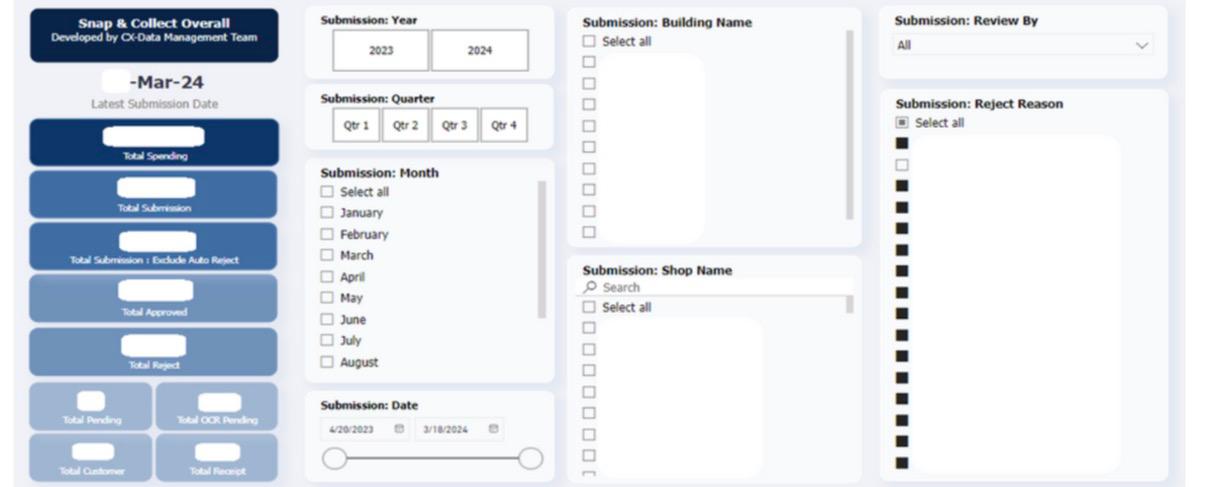 Snap & Collect Overall
Developed by CX-Data Management Team
-Mar-24
Latest Submission Date
Total Spending
Total Submission
Total Submission : Exclude Auto Reject
Total Approved
Total Reject
Total Pending
Total OCR Pending
Total Customer
Total Receipt
Submission: Year
2023
2024
Submission: Quarter
Qtr 1
Qtr 2
Qtr 3
Qtr 4
Submission: Month
Select all
January
February
March
April
May
June
July
August
Submission: Date
4/20/2023
3/18/2024
Submission: Building Name
Select all
Submission: Shop Name
Search
Select all
Submission: Review By
All
Submission: Reject Reason
Select all